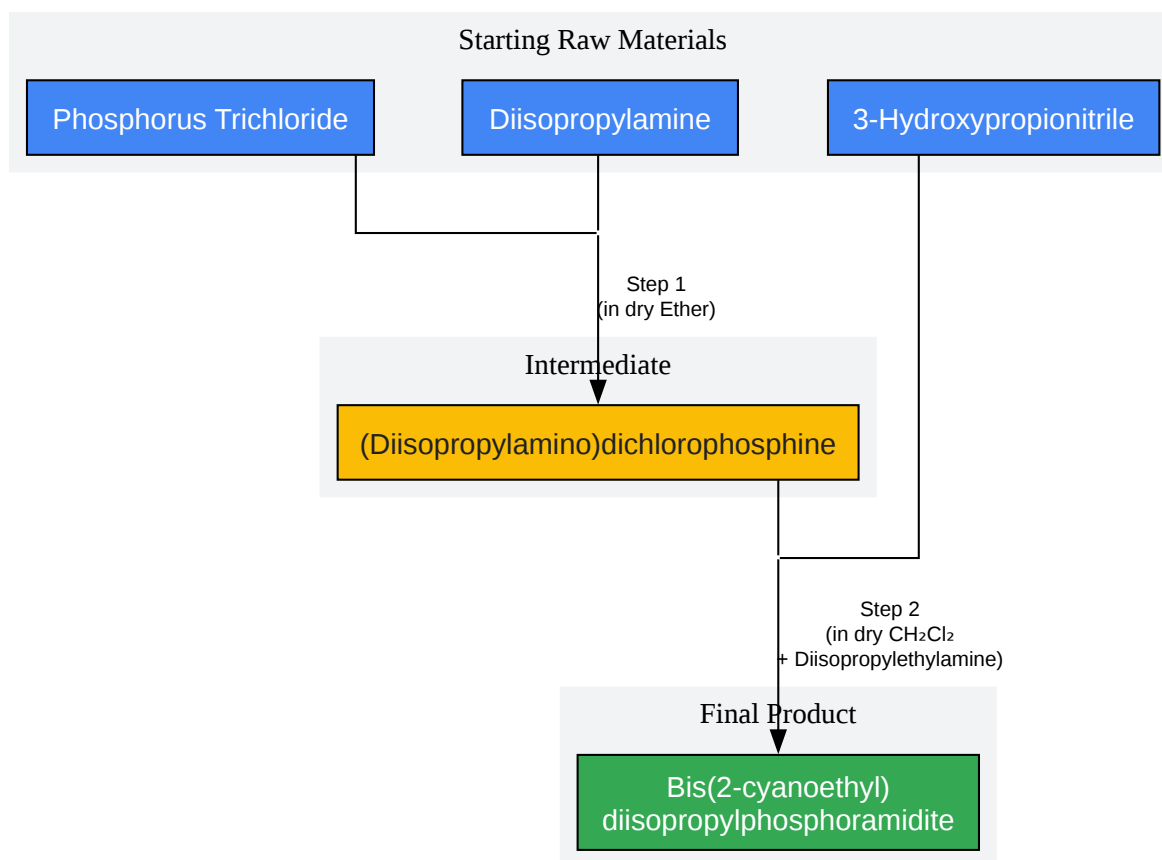 Starting Raw Materials
Phosphorus Trichloride
Diisopropylamine
3-Hydroxypropionitrile
Step 1
(in dry Ether)
Intermediate
(Diisopropylamino)dichlorophosphine
Step 2
(in dry CH₂Cl₂
+ Diisopropylethylamine)
Final Product
Bis(2-cyanoethyl)
diisopropylphosphoramidite